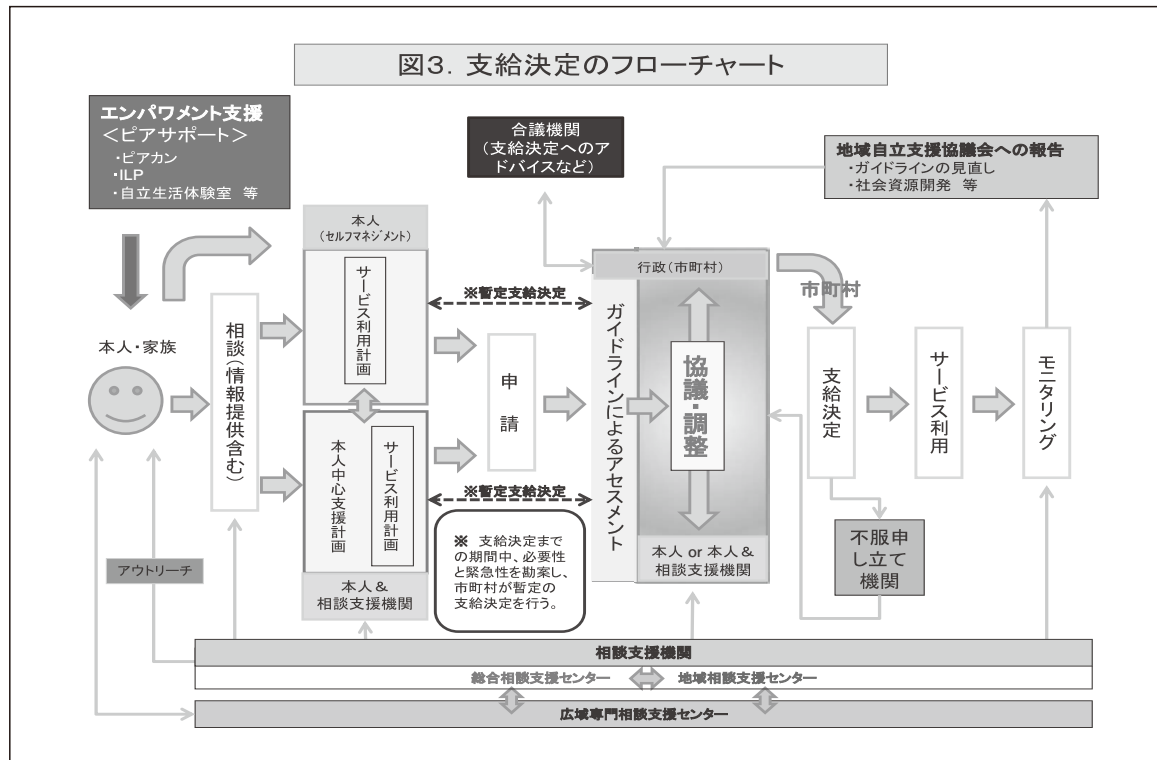 図3．支給決定のフローチャート
エンパワメント支援
＜ピアサポート＞
・ピアカン
・ILP
・自立生活体験室 等
合議機関
（支給決定へのア
ドバイスなど）
地域自立支援協議会への報告
・ガイドラインの見直し
・社会資源開発 等
本人・家族
相談（情報提供含む）
本人
（セルフマネジメント）
サービス利用計画
本人中心支援計画
サービス利用計画
本人＆
相談支援機関
※暫定支給決定
※暫定支給決定
申請
※ 支給決定まで
の期間中、必要性
と緊急性を勘案し、
市町村が暫定の
支給決定を行う。
行政（市町村）
ガイドラインによるアセスメント
協議・調整
本人 or 本人＆
相談支援機関
市町村
支給決定
サービス利用
モニタリング
不服申
し立て
機関
アウトリーチ
相談支援機関
総合相談支援センター
地域相談支援センター
広域専門相談支援センター